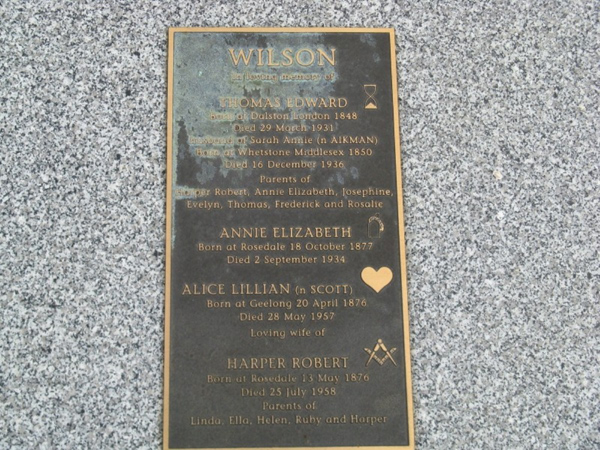 WILSON
In loving memory of
THOMAS EDWARD
Born at Dalston London 1848
Died 29 March 1931
of Sarah Annie (n AIKMAN)
Born at Whetstone Middlesex 1850
Died 16 December 1936
Parents of
Harper Robert, Annie Elizabeth, Josephine,
Evelyn, Thomas, Frederick and Rosalie
ANNIE ELIZABETH
Born at Rosedale 18 October 1877
Died 2 September 1934
ALICE LILLIAN (n SCOTT)
Born at Geelong 20 April 1876
Died 28 May 1957
Loving wife of
HARPER ROBERT
Born at Rosedale 13 May 1876
Died 25 July 1958
Parents of
Linda, Ella, Helen, Ruby and Harper